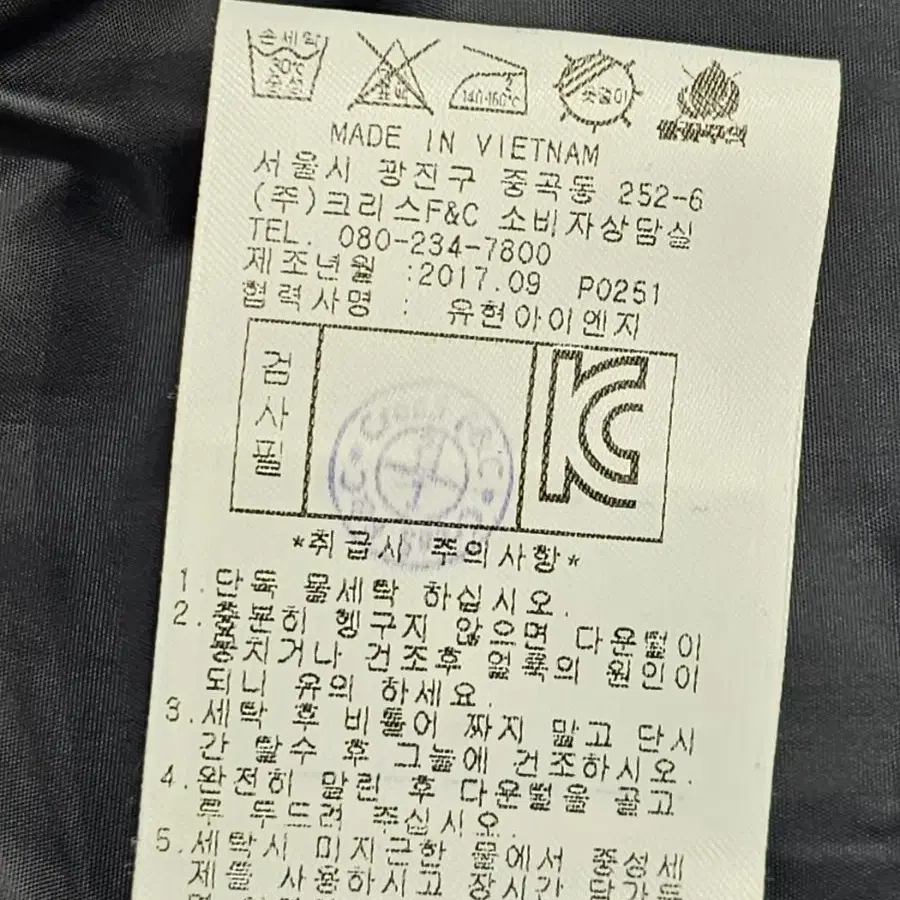 손세탁
30℃
중성
표백
140-160℃
옷걸이
MADE IN VIETNAM
서울시 광진구 중곡동 252-6
(주)크리스F&C 소비자상담실
TEL. 080-234-7800
제조년월 :2017.09 P0251
협력사명 : 유현아이엔지
검사필
KC
*취급시 주의사항*
1.단독 물세탁 하십시오.
2.충분히 헹구지 않으면 다운털이
뭉치거나 건조후 얼룩의 원인이
되니 유의 하세요.
3.세탁 후 비틀어 짜지 말고 단시
간 탈수 후 그늘에 건조하시오.
4.완전히 말린 후 다운털을 골고
루 두드려 주십시오.
5.세탁시 미지근한 물에서 중성세
제를 사용하시고 장시간 담가둘